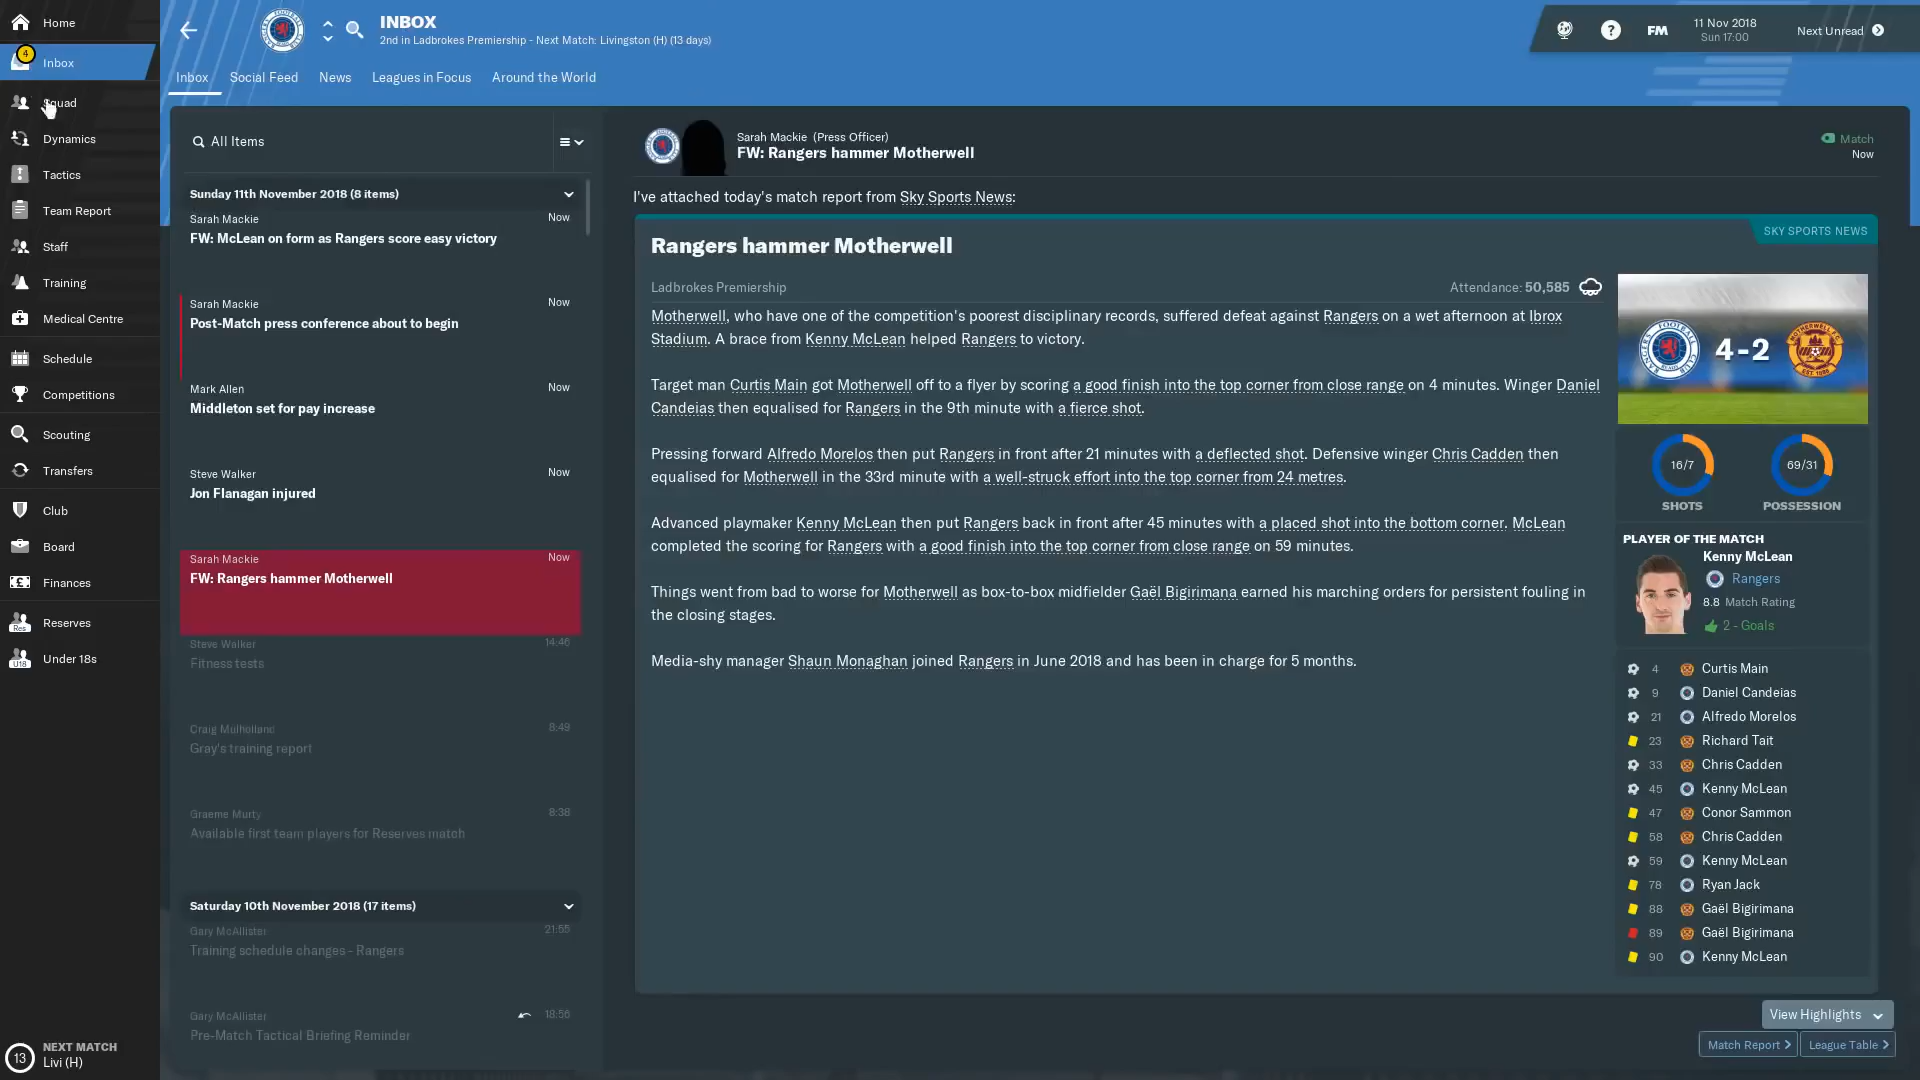 Home
4
Inbox
Squad
Dynamics
Tactics
Team Report
Staff
Training
Medical Centre
Schedule
Competitions
Scouting
Transfers
Club
Board
Finances
Res
Reserves
U18
Under 18s
13
NEXT MATCH
Livi (H)
INBOX
2nd in Ladbrokes Premiership - Next Match: Livingston (H) (13 days)
?
FM
11 Nov 2018
Sun 17:00
Next Unread
Inbox
Social Feed
News
Leagues in Focus
Around the World
All Items
Sunday 11th November 2018 (8 items)
Sarah Mackie Now
FW: McLean on form as Rangers score easy victory
Sarah Mackie Now
Post-Match press conference about to begin
Mark Allen Now
Middleton set for pay increase
Steve Walker Now
Jon Flanagan injured
Sarah Mackie Now
FW: Rangers hammer Motherwell
Steve Walker 14:46
Fitness tests
Craig Mulholland 8:49
Gray's training report
Graeme Murty 8:38
Available first team players for Reserves match
Saturday 10th November 2018 (17 items)
Gary McAllister 21:55
Training schedule changes - Rangers
Gary McAllister 18:56
Pre-Match Tactical Briefing Reminder
Sarah Mackie (Press Officer)
FW: Rangers hammer Motherwell
Match
Now
I've attached today's match report from Sky Sports News:
SKY SPORTS NEWS
Rangers hammer Motherwell
Ladbrokes Premiership
Attendance: 50,585
Motherwell, who have one of the competition's poorest disciplinary records, suffered defeat against Rangers on a wet afternoon at Ibrox
Stadium. A brace from Kenny McLean helped Rangers to victory.
Target man Curtis Main got Motherwell off to a flyer by scoring a good finish into the top corner from close range on 4 minutes. Winger Daniel
Candeias then equalised for Rangers in the 9th minute with a fierce shot.
Pressing forward Alfredo Morelos then put Rangers in front after 21 minutes with a deflected shot. Defensive winger Chris Cadden then
equalised for Motherwell in the 33rd minute with a well-struck effort into the top corner from 24 metres.
Advanced playmaker Kenny McLean then put Rangers back in front after 45 minutes with a placed shot into the bottom corner. McLean
completed the scoring for Rangers with a good finish into the top corner from close range on 59 minutes.
Things went from bad to worse for Motherwell as box-to-box midfielder Gaël Bigirimana earned his marching orders for persistent fouling in
the closing stages.
Media-shy manager Shaun Monaghan joined Rangers in June 2018 and has been in charge for 5 months.
4-2
16/7
SHOTS
69/31
POSSESSION
PLAYER OF THE MATCH
Kenny McLean
Rangers
8.8 Match Rating
2 - Goals
4 Curtis Main
9 Daniel Candeias
21 Alfredo Morelos
23 Richard Tait
33 Chris Cadden
45 Kenny McLean
47 Conor Sammon
58 Chris Cadden
59 Kenny McLean
78 Ryan Jack
88 Gaël Bigirimana
89 Gaël Bigirimana
90 Kenny McLean
View Highlights
Match Report
League Table